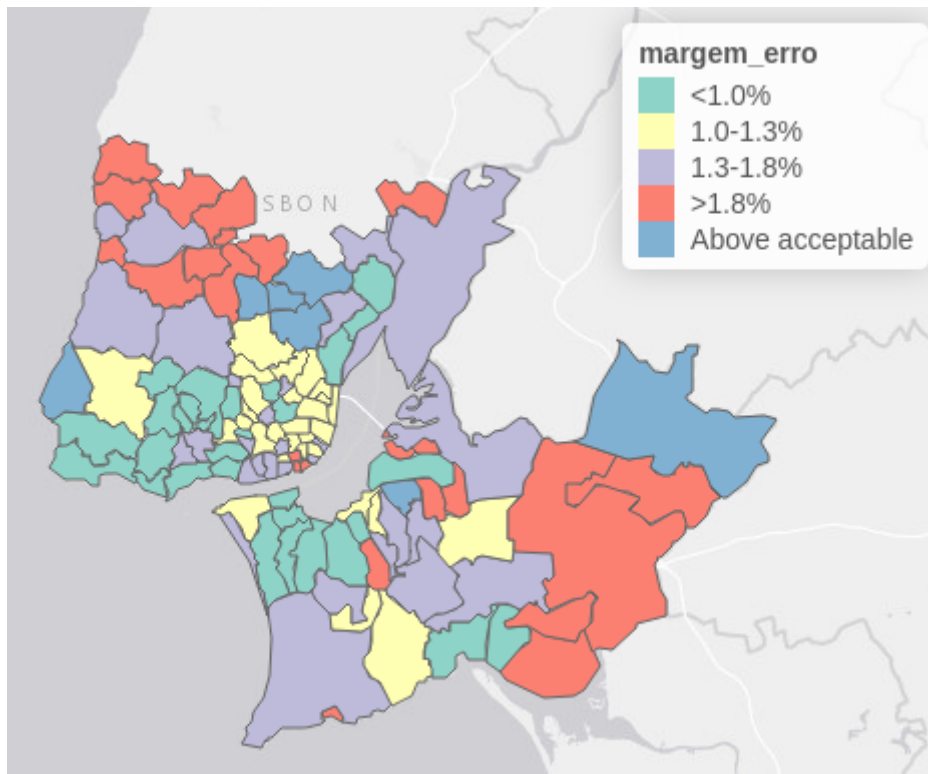 margem_erro
<1.0%
1.0-1.3%
1.3-1.8%
>1.8%
Above acceptable
SBON